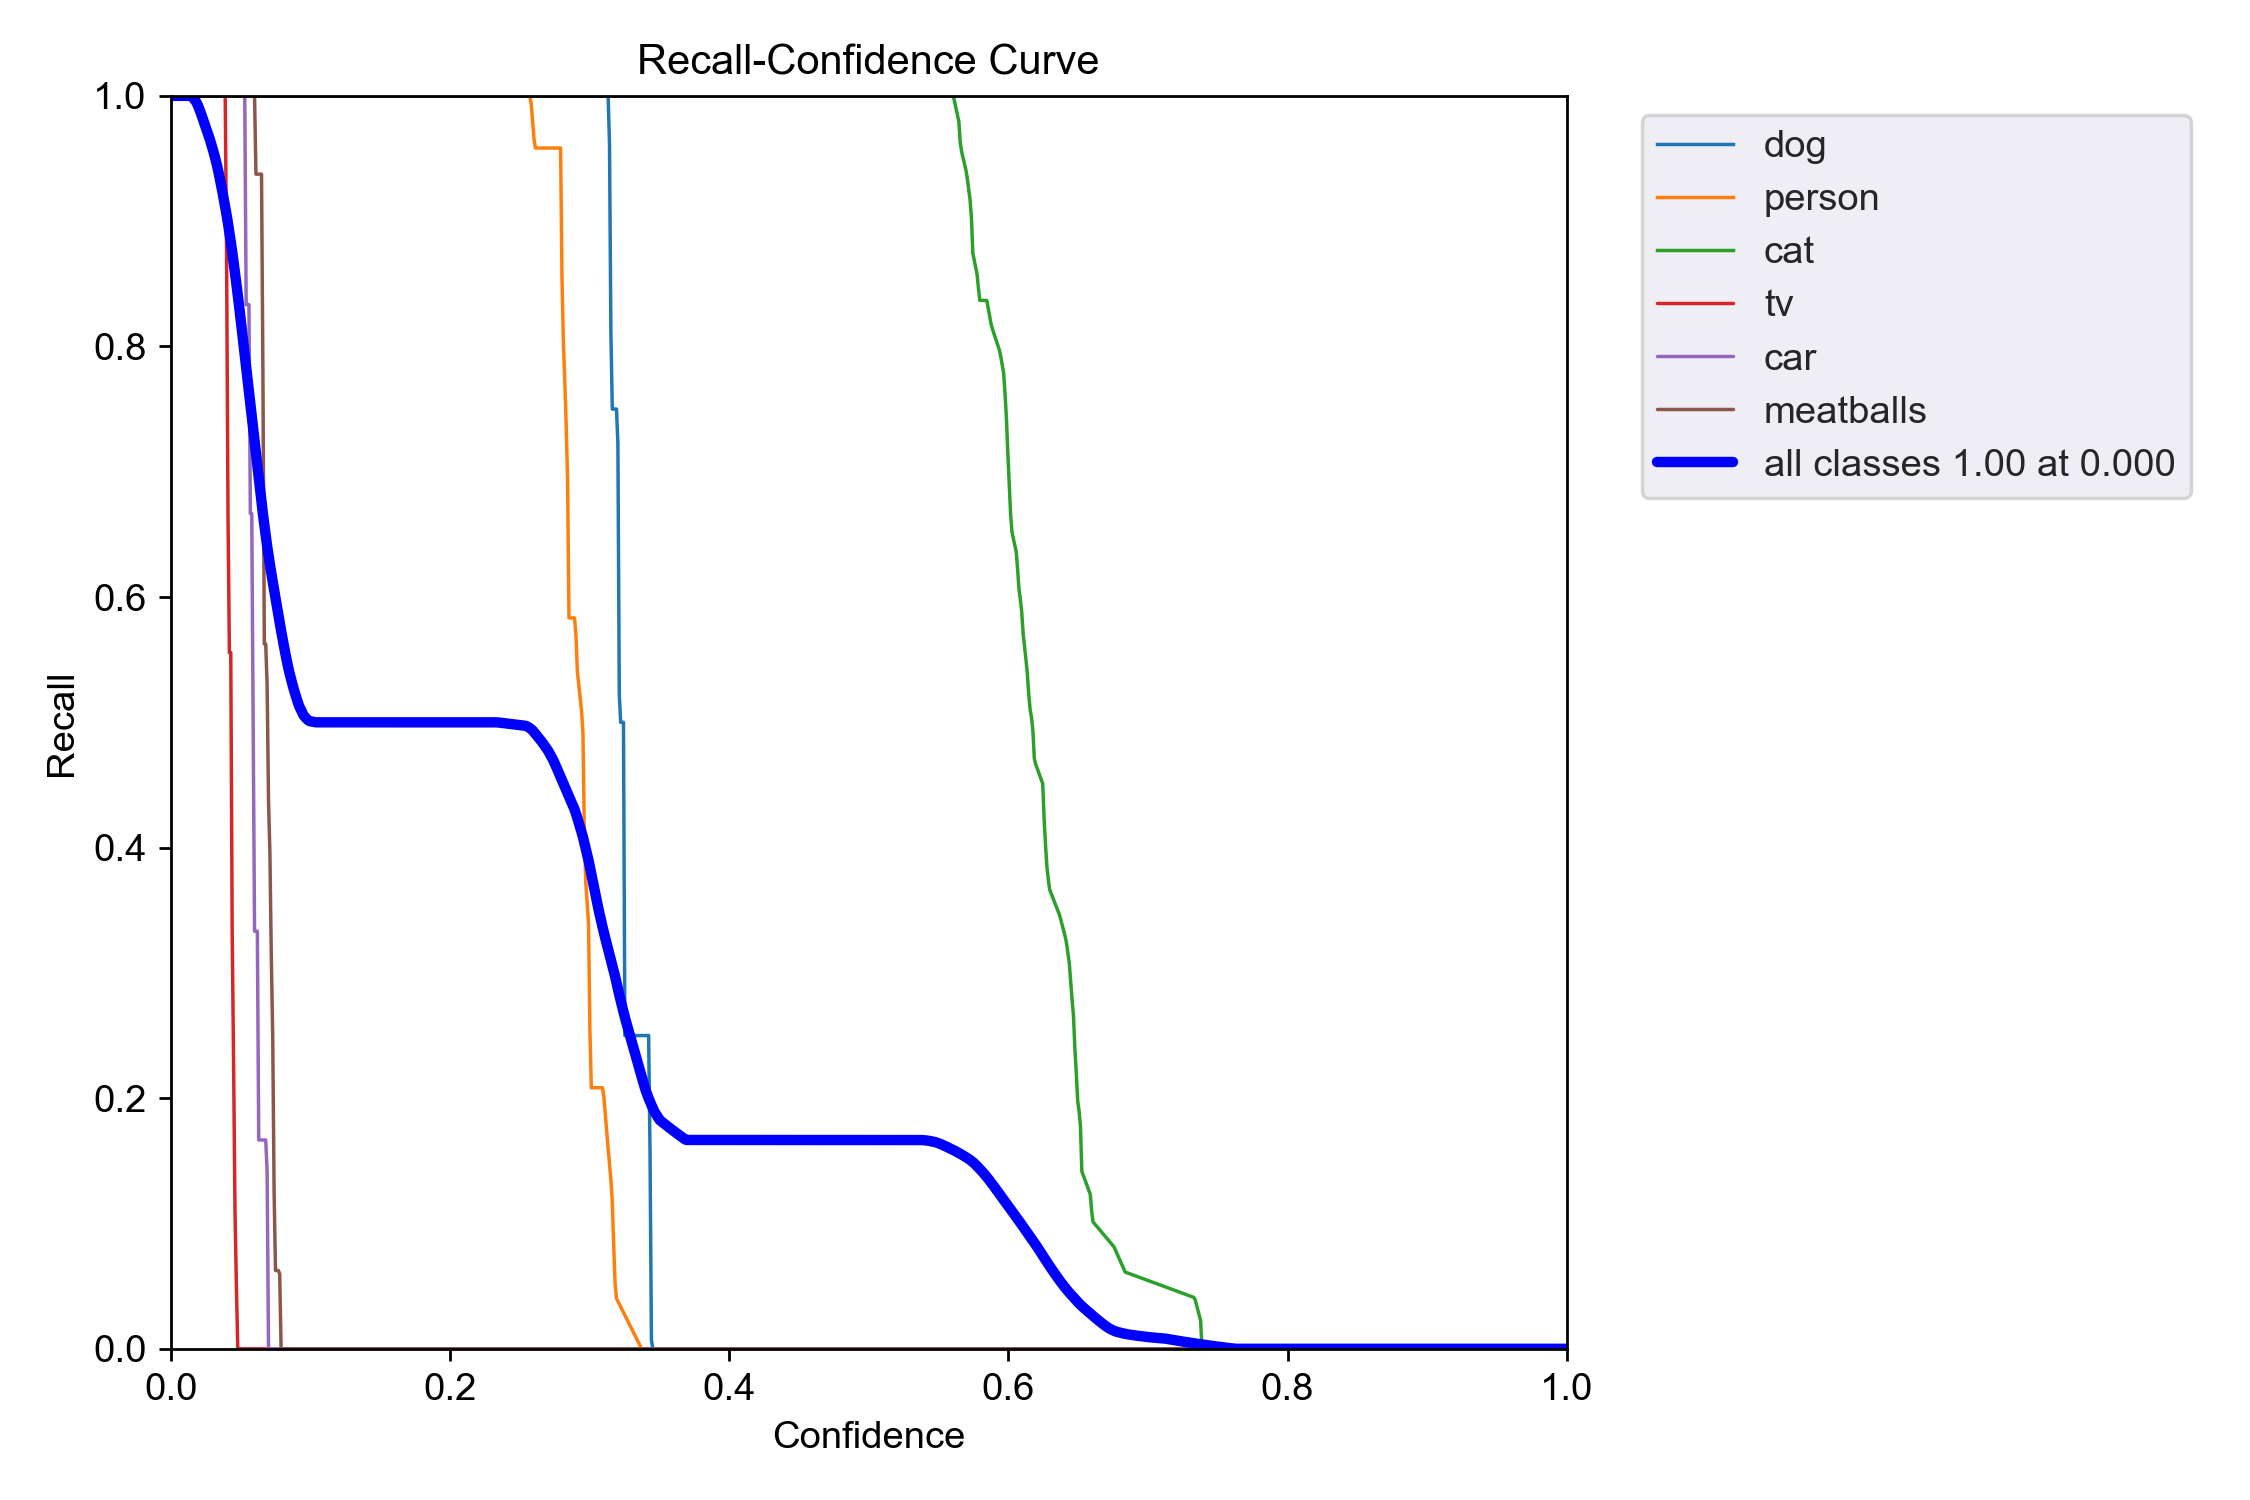 Recall-Confidence Curve
1.0
0.8
0.6
0.4
0.2
0.0
Recall
0.0 0.2 0.4 0.6 0.8 1.0
Confidence
dog
person
cat
tv
car
meatballs
all classes 1.00 at 0.000